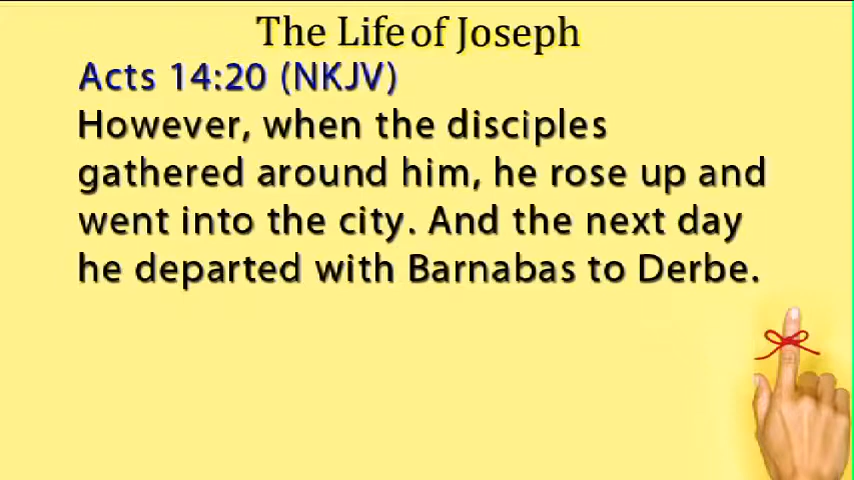 The Life of Joseph
Acts 14:20 (NKJV)
However, when the disciples
gathered around him, he rose up and
went into the city. And the next day
he departed with Barnabas to Derbe.